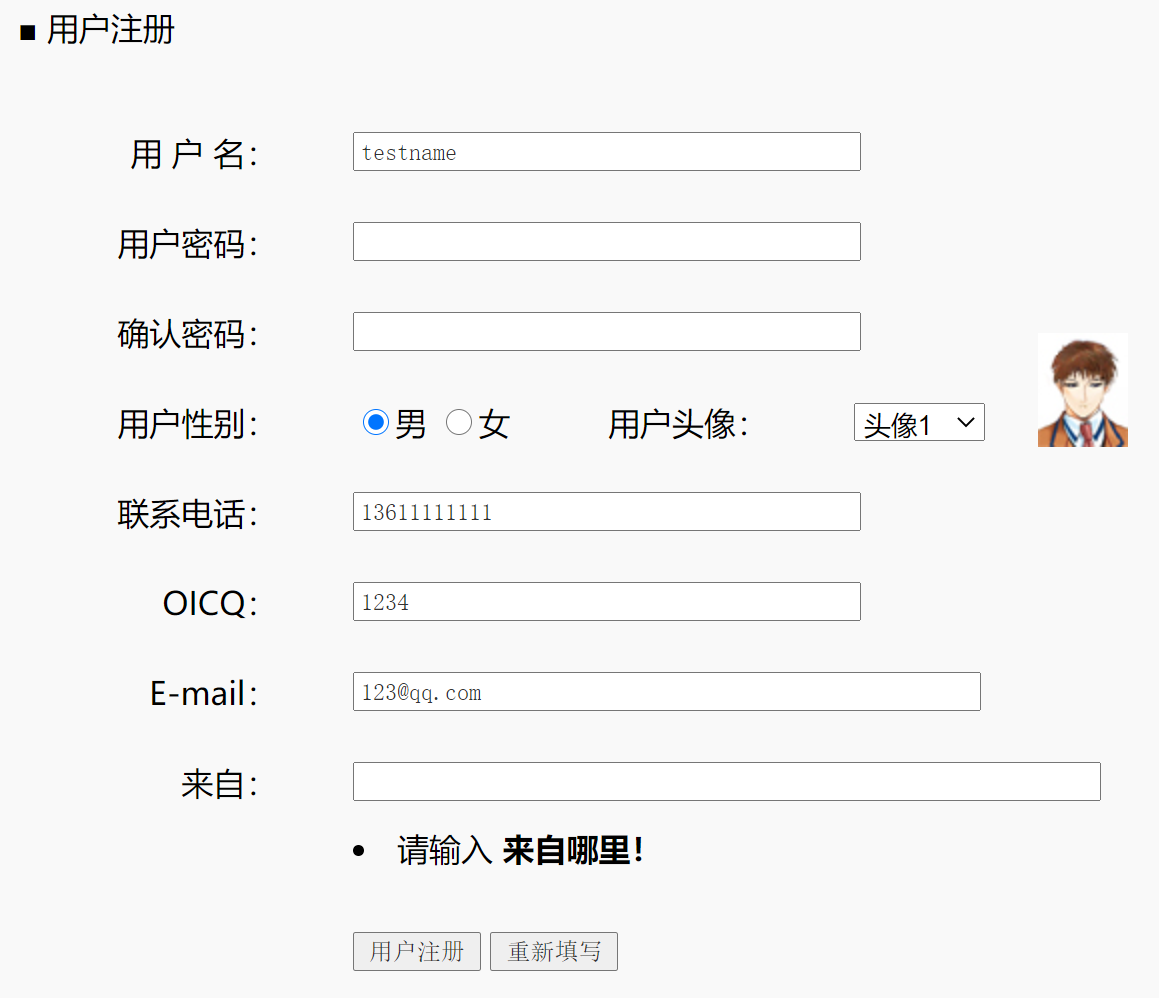 ■ 用户注册
用 户 名： testname
用户密码：
确认密码：
用户性别： 男 女 用户头像： 头像1
联系电话： 13611111111
OICQ： 1234
E-mail： 123@qq.com
来自：
• 请输入 来自哪里！
用户注册 重新填写